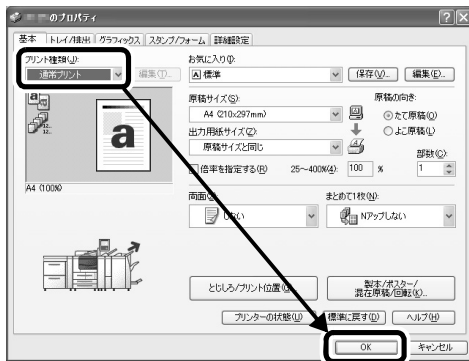 のプロパティ
基本 トレイ/排出 グラフィックス スタンプ/フォーム 詳細設定
プリント種類(J):
通常プリント 編集(T)...
お気に入り(I):
A 標準 保存(V)... 編集(E)...
原稿サイズ(S): 原稿の向き:
A4 (210x297mm) たて原稿(O)
出力用紙サイズ(Z): よこ原稿(L)
原稿サイズと同じ 部数(C):
倍率を指定する(R) 25~400%(4): 100 % 1
A4 (100%)
両面(X): まとめて1枚(N):
しない Nアップしない
とじしろ/プリント位置(G)... 製本/ポスター/
混在原稿/回転(K)...
プリンターの状態(U) 標準に戻す(D) ヘルプ(H)
OK キャンセル